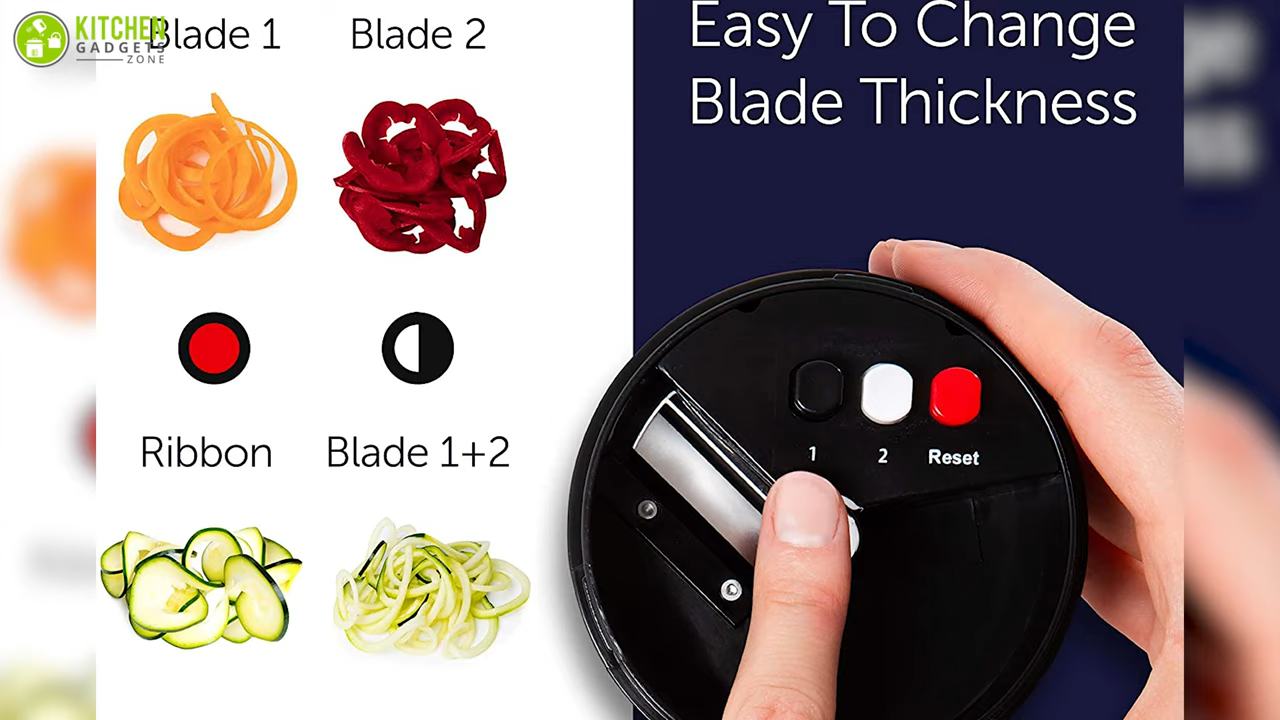 KITCHEN
GADGETS
ZONE
Blade 1
Blade 2
Ribbon
Blade 1+2
Easy To Change
Blade Thickness
1
2
Reset